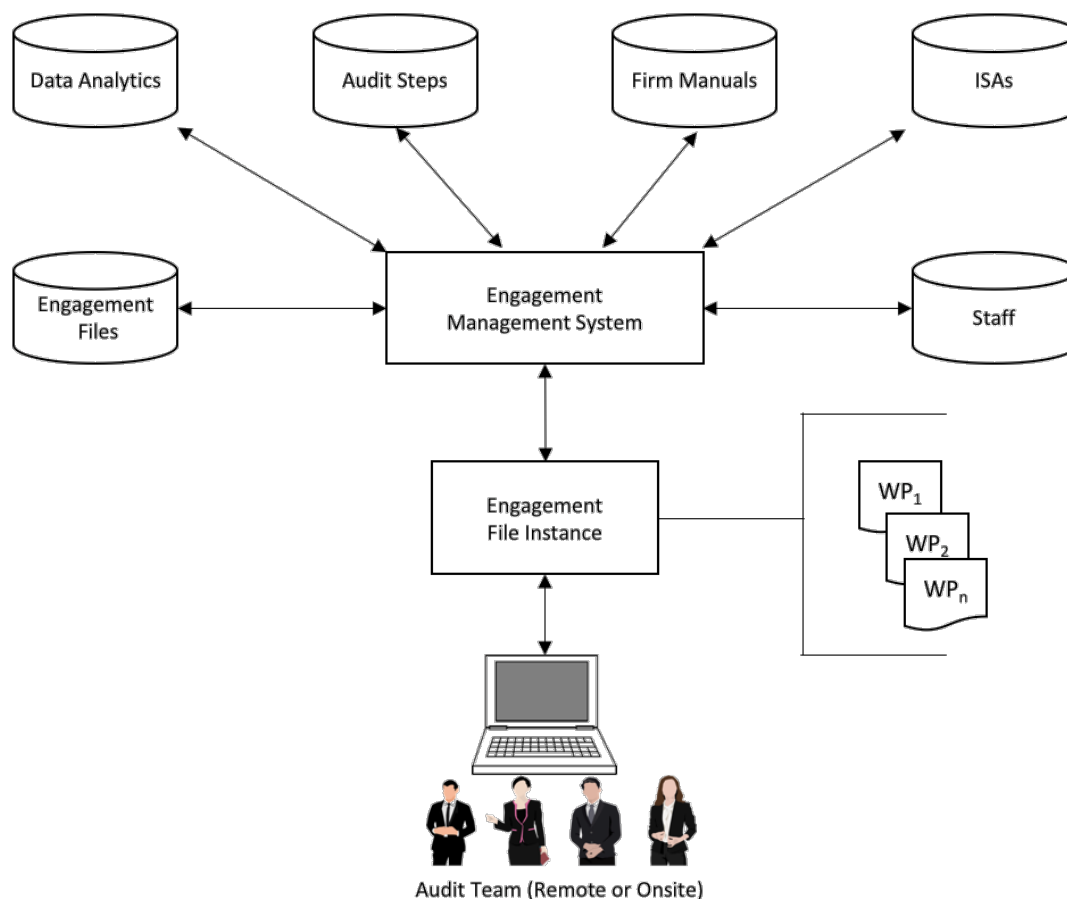 Data Analytics
Audit Steps
Firm Manuals
ISAs
Engagement
Files
Engagement
Management System
Staff
Engagement
File Instance
WP1
WP2
WPn
Audit Team (Remote or Onsite)